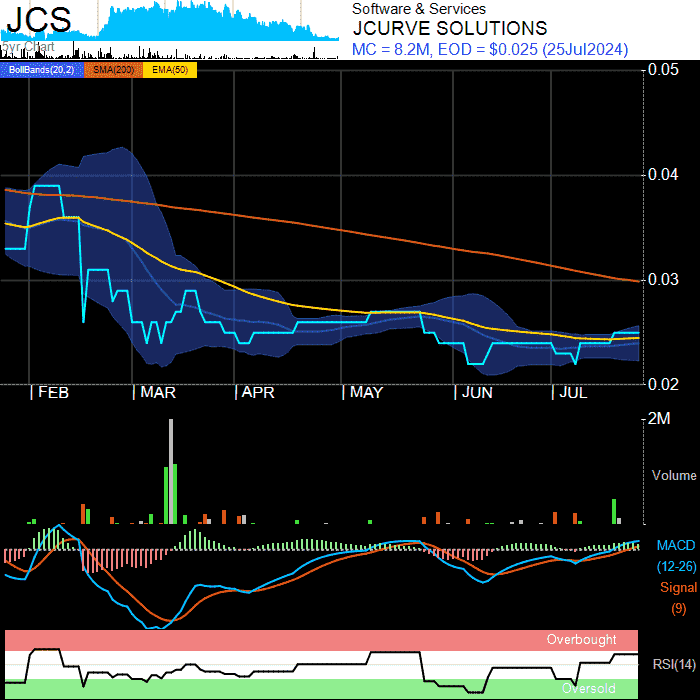 JCS
5yr Chart
Software & Services
JCURVE SOLUTIONS
MC = 8.2M, EOD = $0.025 (25Jul2024)
BollBands(20,2) SMA(200) EMA(50)
0.05
0.04
0.03
0.02
FEB MAR APR MAY JUN JUL
2M
Volume
MACD
(12-26)
Signal
(9)
Overbought
RSI(14)
Oversold